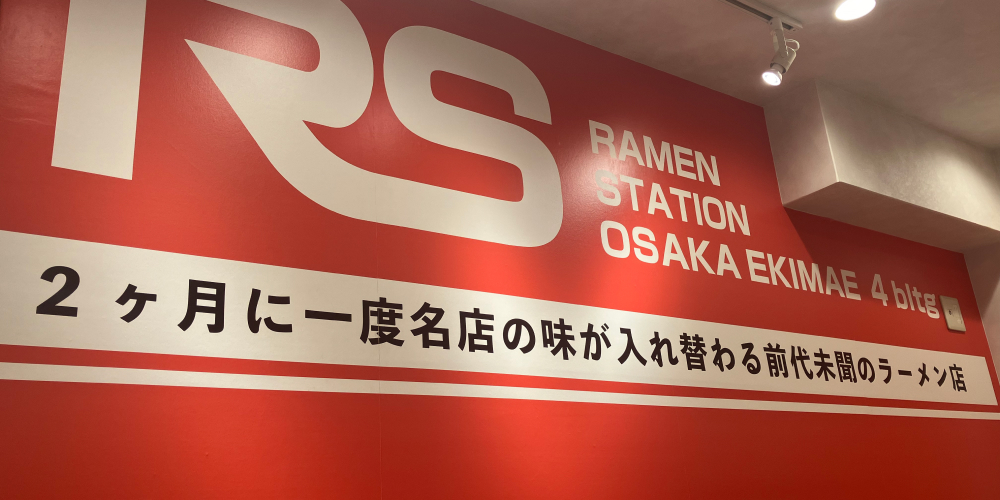 RS
RAMEN
STATION
OSAKA EKIMAE 4 bltg
2ヶ月に一度名店の味が入れ替わる前代未聞のラーメン店